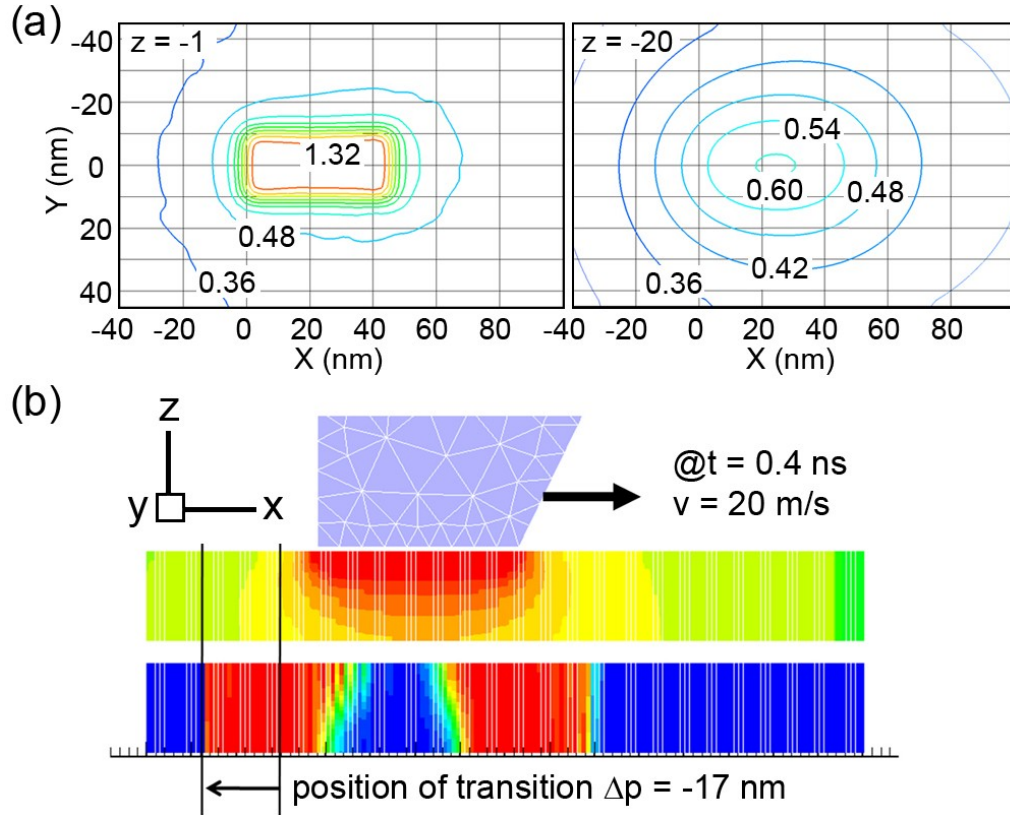 (a)
z = -1
z = -20
-40
-20
0
20
40
Y (nm)
1.32
0.48
0.36
0.54
0.60
0.48
0.42
0.36
-40 -20 0 20 40 60 80 -40 -20 0 20 40 60 80
X (nm) X (nm)
(b)
z
y x
@t = 0.4 ns
v = 20 m/s
position of transition Δp = -17 nm